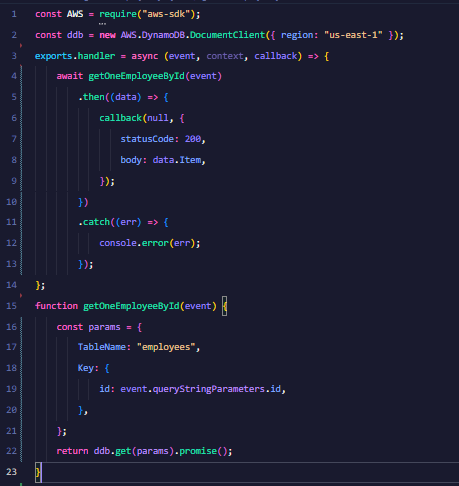 1 const AWS = require("aws-sdk");
2 const ddb = new AWS.DynamoDB.DocumentClient({ region: "us-east-1" });
3 exports.handler = async (event, context, callback) => {
4 await getOneEmployeeById(event)
5 .then((data) => {
6 callback(null, {
7 statusCode: 200,
8 body: data.Item,
9 });
10 })
11 .catch((err) => {
12 console.error(err);
13 });
14 };
15 function getOneEmployeeById(event) {
16 const params = {
17 TableName: "employees",
18 Key: {
19 id: event.queryStringParameters.id,
20 },
21 };
22 return ddb.get(params).promise();
23 }